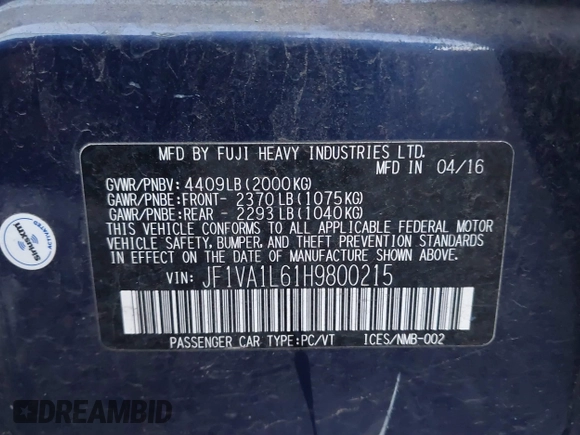 MFD BY FUJI HEAVY INDUSTRIES LTD.
MFD IN 04/16
GVWR/PNBV: 4409LB(2000KG)
GAWR/PNBE:FRONT- 2370LB(1075KG)
GAWR/PNBE:REAR - 2293LB(1040KG)
THIS VEHICLE CONFORMS TO ALL APPLICABLE FEDERAL MOTOR
VEHICLE SAFETY, BUMPER, AND THEFT PREVENTION STANDARDS
IN EFFECT ON THE DATE OF MANUFACTURE SHOWN ABOVE.
VIN: JF1VA1L61H9800215
PASSENGER CAR TYPE:PC/VT ICES/NMB-002
((SiriusXM))
ACTIVATED
DREAMBID